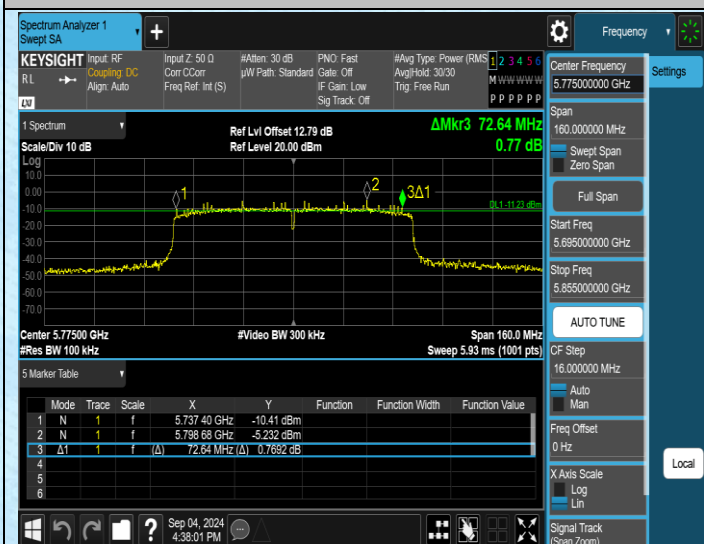 Spectrum Analyzer 1
Swept SA
+
Frequency
KEYSIGHT
RL
LXI
Input: RF
Coupling: DC
Align: Auto
Input Z: 50 Ω
Corr CCorr
Freq Ref: Int (S)
#Atten: 30 dB
µW Path: Standard
PNO: Fast
Gate: Off
IF Gain: Low
Sig Track: Off
#Avg Type: Power (RMS
Avg|Hold: 30/30
Trig: Free Run
1 2 3 4 5 6
M W W W W W
P P P P P P
1 Spectrum
Scale/Div 10 dB
Ref Lvl Offset 12.79 dB
Ref Level 20.00 dBm
ΔMkr3 72.64 MHz
0.77 dB
Log
10.0
0.00
-10.0
-20.0
-30.0
-40.0
-50.0
-60.0
-70.0
1
2
3Δ1
DL1 -11.23 dBm
Center 5.77500 GHz
#Video BW 300 kHz
Span 160.0 MHz
#Res BW 100 kHz
Sweep 5.93 ms (1001 pts)
5 Marker Table
Mode Trace Scale X Y Function Function Width Function Value
1 N 1 f 5.737 40 GHz -10.41 dBm
2 N 1 f 5.798 68 GHz -5.232 dBm
3 Δ1 1 f (Δ) 72.64 MHz (Δ) 0.7692 dB
4
5
6
Sep 04, 2024
4:38:01 PM
?
Center Frequency
5.775000000 GHz
Settings
Span
160.000000 MHz
Swept Span
Zero Span
Full Span
Start Freq
5.695000000 GHz
Stop Freq
5.855000000 GHz
AUTO TUNE
CF Step
16.000000 MHz
Auto
Man
Freq Offset
0 Hz
Local
X Axis Scale
Log
Lin
Signal Track
(Span Zoom)